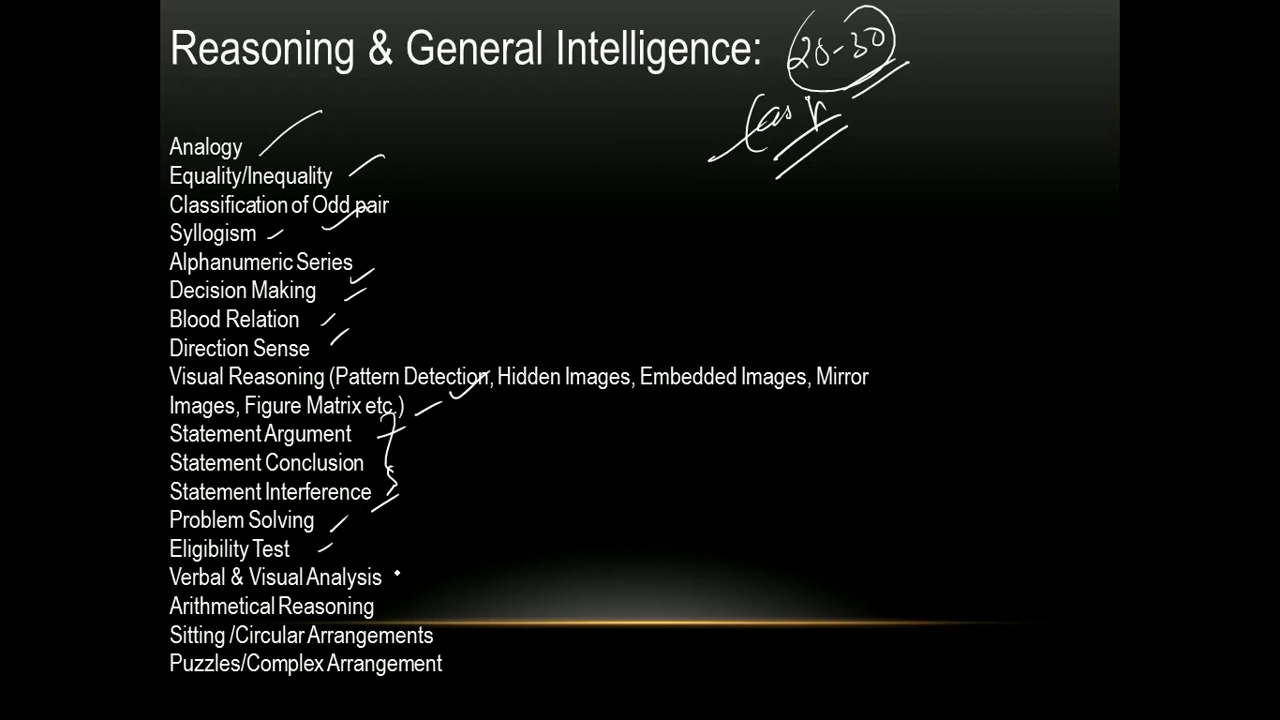 Reasoning & General Intelligence: 20-30
Analogy
Equality/Inequality
Classification of Odd pair
Syllogism
Alphanumeric Series
Decision Making
Blood Relation
Direction Sense
Visual Reasoning (Pattern Detection, Hidden Images, Embedded Images, Mirror
Images, Figure Matrix etc.)
Statement Argument
Statement Conclusion
Statement Interference
Problem Solving
Eligibility Test
Verbal & Visual Analysis
Arithmetical Reasoning
Sitting /Circular Arrangements
Puzzles/Complex Arrangement